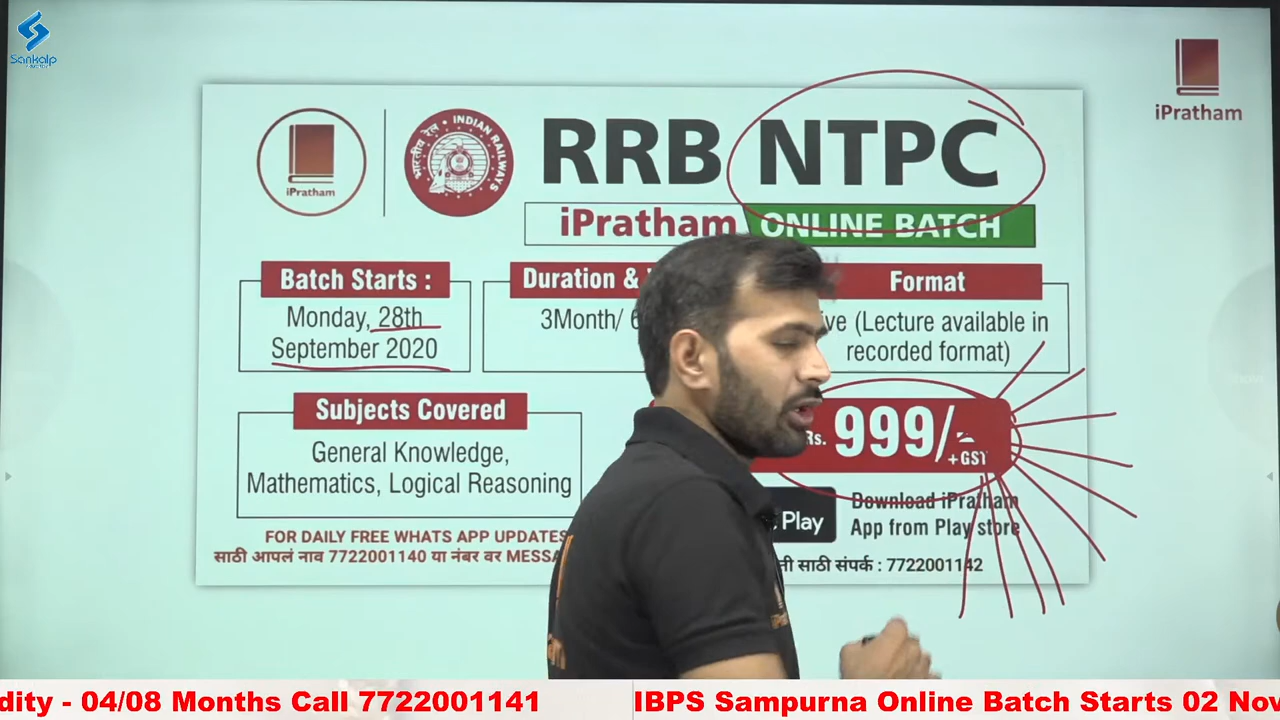 Sankalp
iPratham
iPratham
भारतीय रेल • INDIAN RAILWAYS
RRB NTPC
iPratham ONLINE BATCH
Batch Starts :
Monday, 28th
September 2020
Duration &
3Month/ 6
Format
(Lecture available in
recorded format)
Subjects Covered
General Knowledge,
Mathematics, Logical Reasoning
Rs. 999/-
+GST
Play
Download iPratham
App from Play store
FOR DAILY FREE WHATS APP UPDATES
साठी आपलं नाव 7722001140 या नंबर वर
साठी संपर्क : 7722001142
Months Call 7722001141
IBPS Sampurna Online Batch Starts 02 Nov
- 04/08